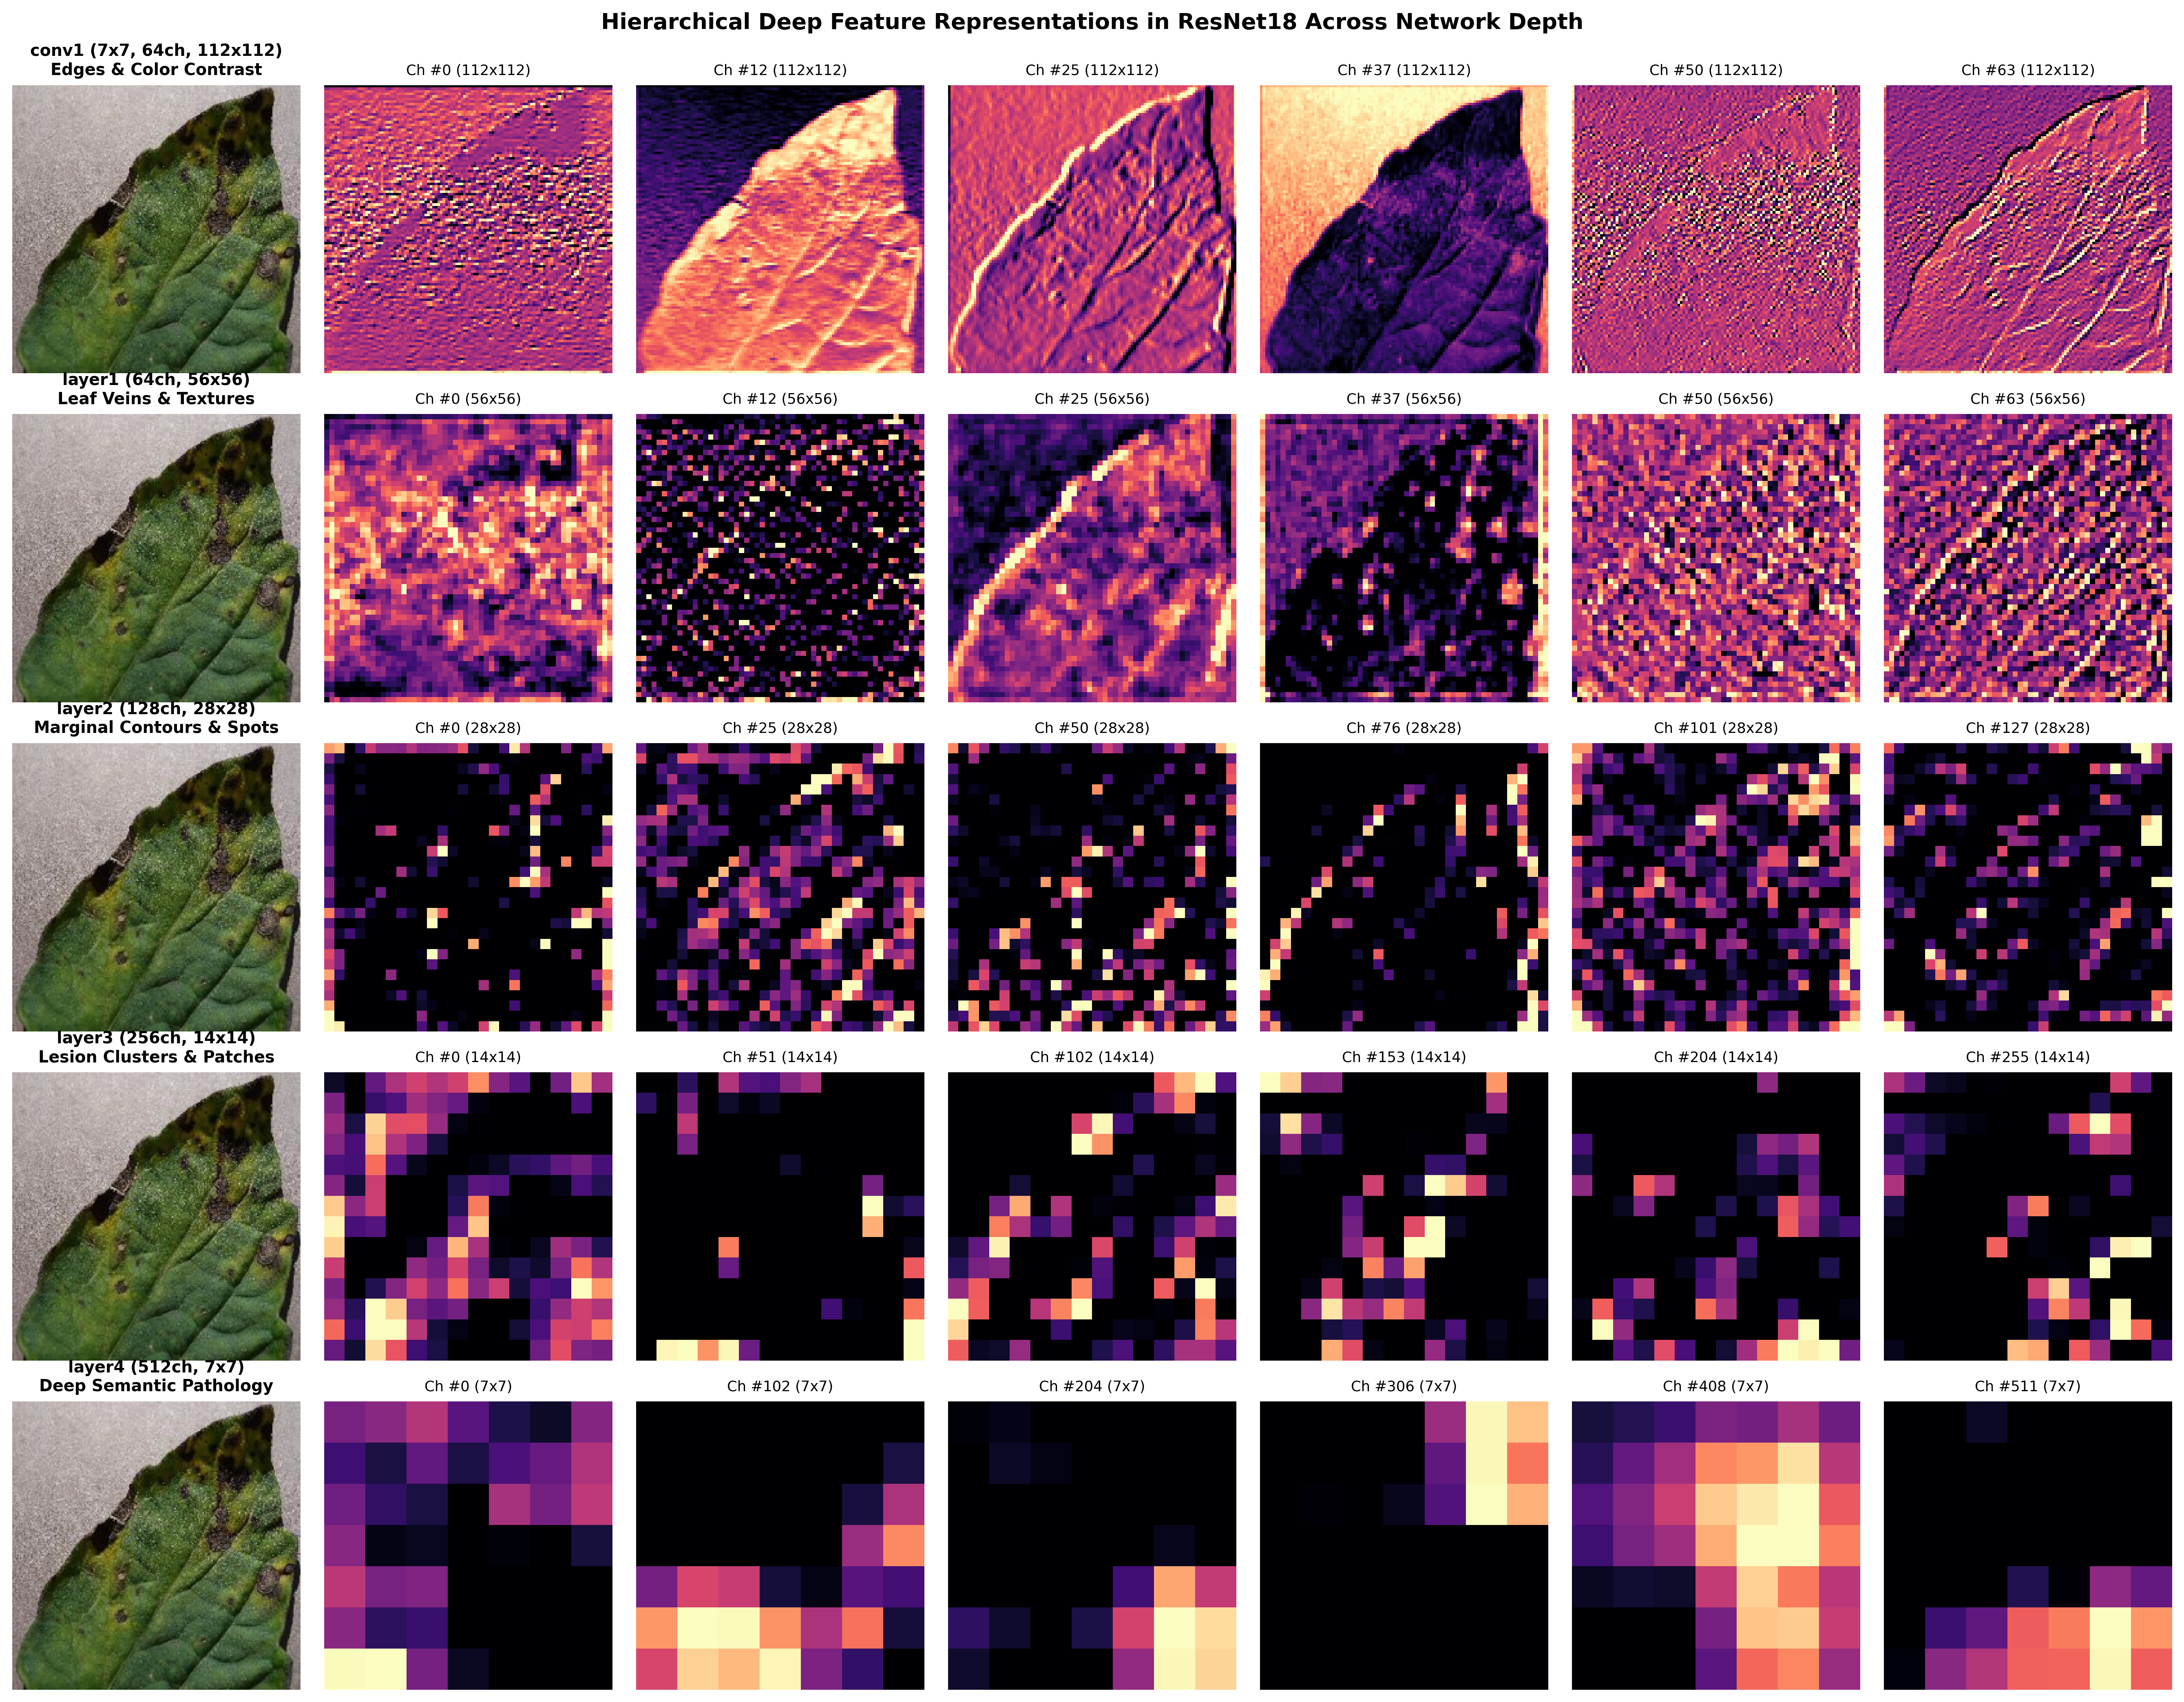 Hierarchical Deep Feature Representations in ResNet18 Across Network Depth
conv1 (7x7, 64ch, 112x112)
Edges & Color Contrast
Ch #0 (112x112)
Ch #12 (112x112)
Ch #25 (112x112)
Ch #37 (112x112)
Ch #50 (112x112)
Ch #63 (112x112)
layer1 (64ch, 56x56)
Leaf Veins & Textures
Ch #0 (56x56)
Ch #12 (56x56)
Ch #25 (56x56)
Ch #37 (56x56)
Ch #50 (56x56)
Ch #63 (56x56)
layer2 (128ch, 28x28)
Marginal Contours & Spots
Ch #0 (28x28)
Ch #25 (28x28)
Ch #50 (28x28)
Ch #76 (28x28)
Ch #101 (28x28)
Ch #127 (28x28)
layer3 (256ch, 14x14)
Lesion Clusters & Patches
Ch #0 (14x14)
Ch #51 (14x14)
Ch #102 (14x14)
Ch #153 (14x14)
Ch #204 (14x14)
Ch #255 (14x14)
layer4 (512ch, 7x7)
Deep Semantic Pathology
Ch #0 (7x7)
Ch #102 (7x7)
Ch #204 (7x7)
Ch #306 (7x7)
Ch #408 (7x7)
Ch #511 (7x7)